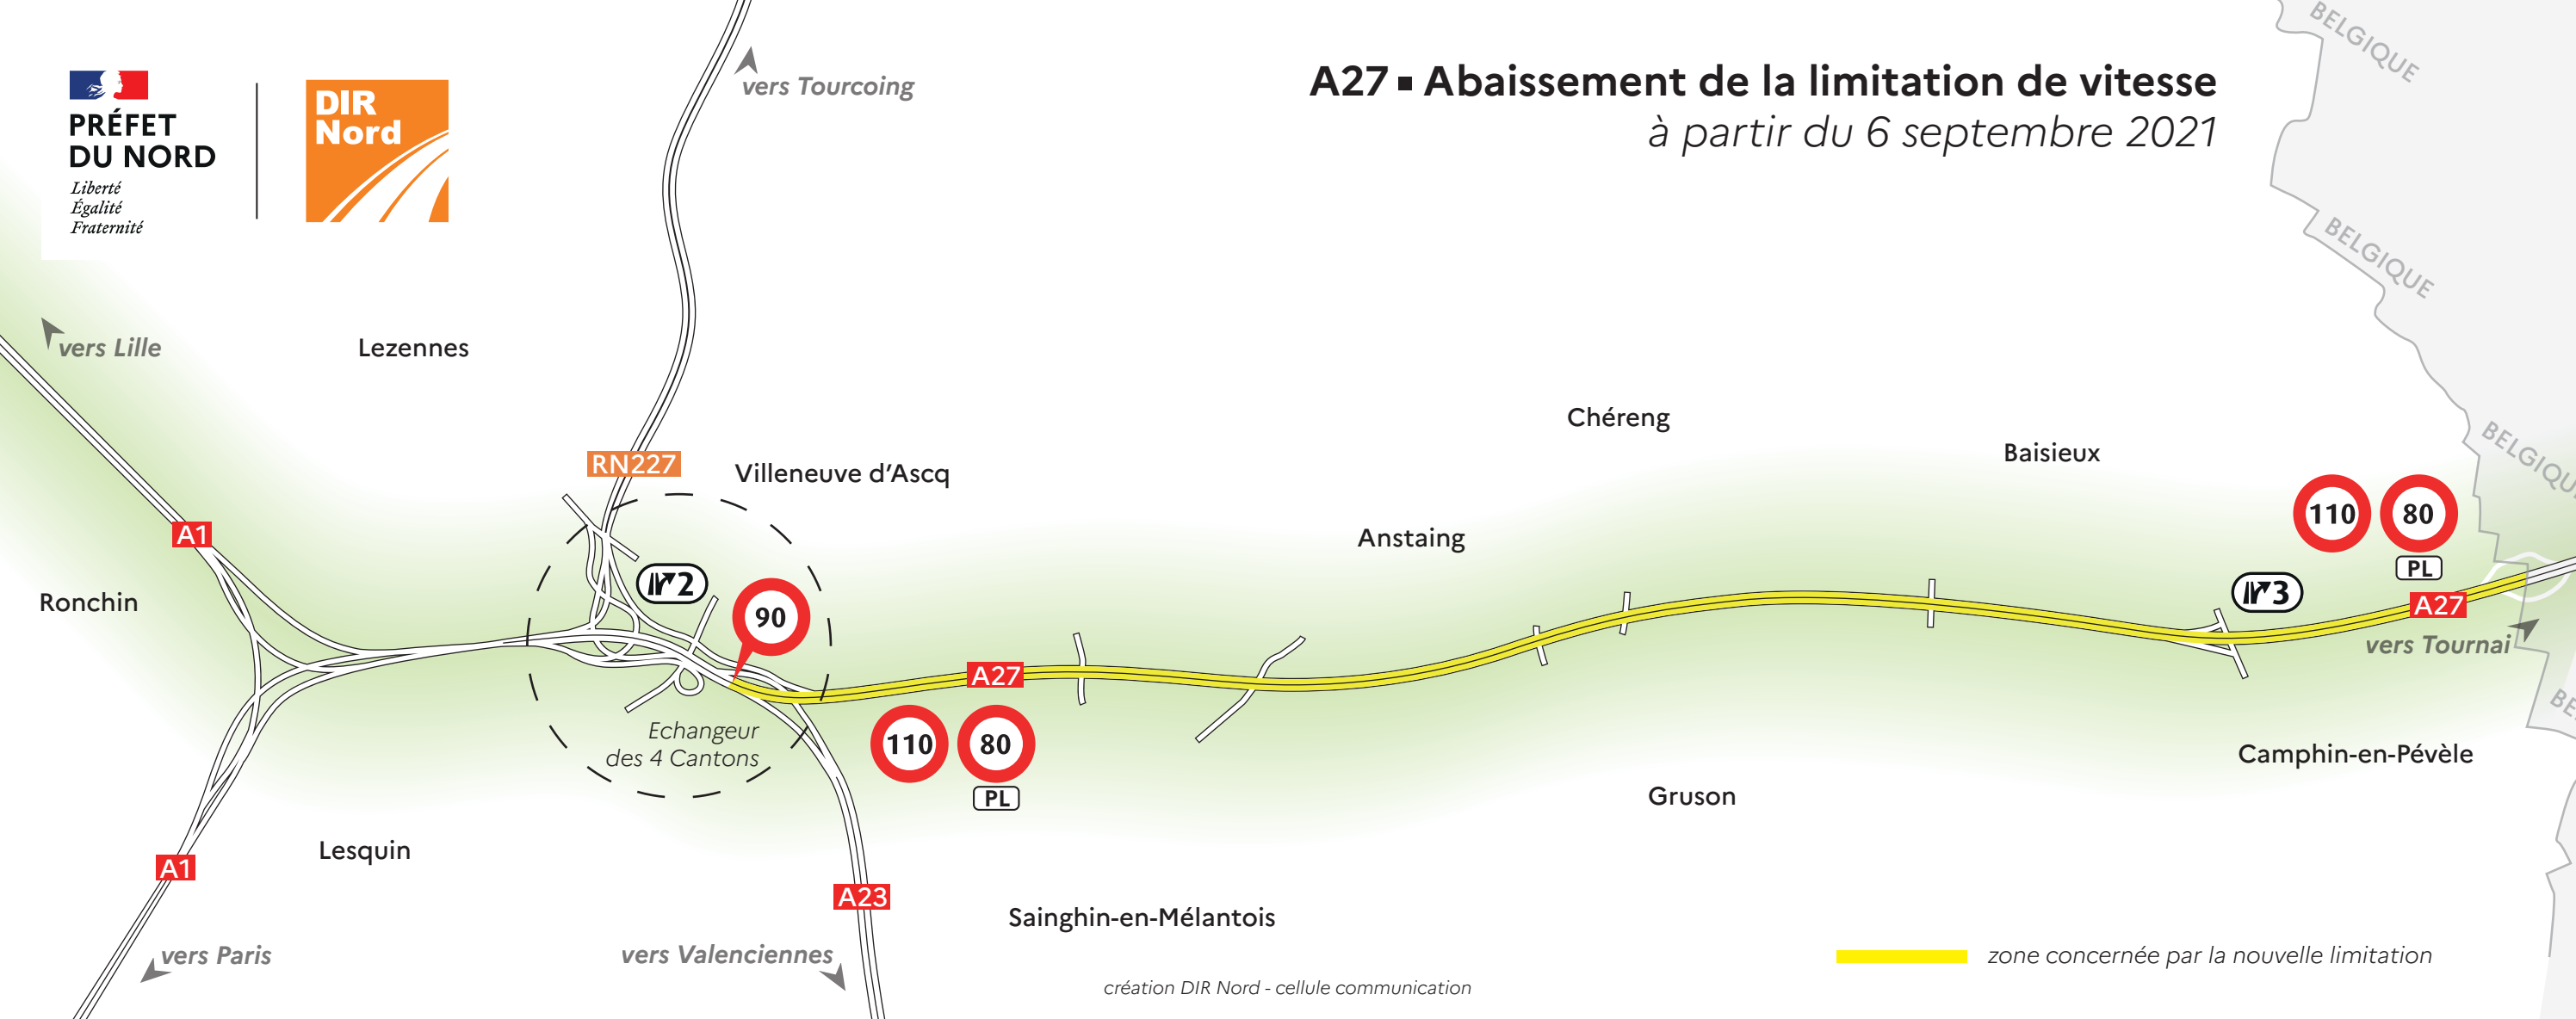 PRÉFET
DU NORD
Liberté
Égalité
Fraternité
DIR
Nord
vers Tourcoing
A27 ▪ Abaissement de la limitation de vitesse
à partir du 6 septembre 2021
BELGIQUE
BELGIQUE
vers Lille
Lezennes
Chéreng
RN227
Villeneuve d’Ascq
Baisieux
BELGIQU
A1
Anstaing
110
80
PL
Ronchin
2
90
3
A27
vers Tournai
A27
BE
Echangeur
des 4 Cantons
110
80
PL
Camphin-en-Pévèle
Gruson
Lesquin
A1
A23
Sainghin-en-Mélantois
vers Paris
vers Valenciennes
zone concernée par la nouvelle limitation
création DIR Nord - cellule communication